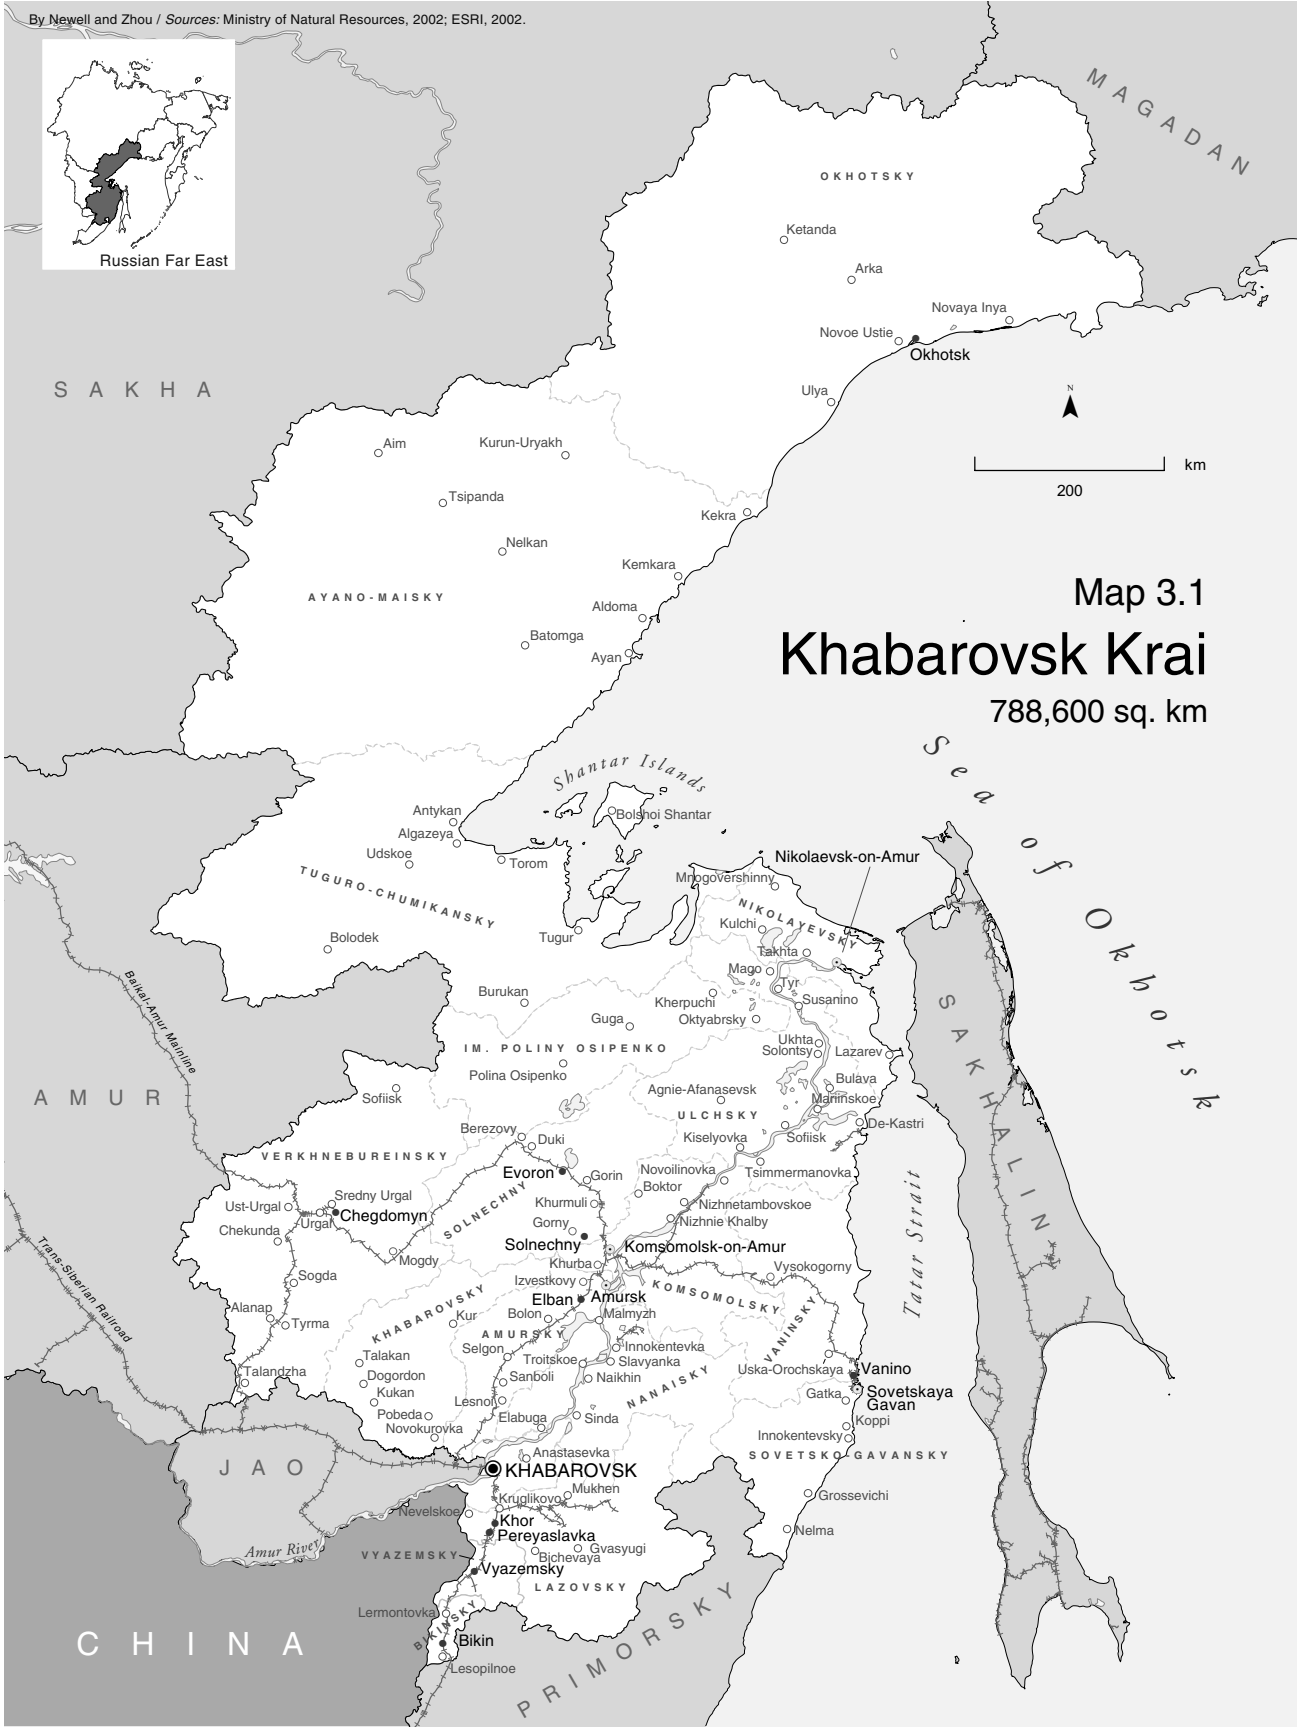 By Newell and Zhou / Sources: Ministry of Natural Resources, 2002; ESRI, 2002.
Russian Far East
MAGADAN
OKHOTSKY
Ketanda
Arka
Novaya Inya
Novoe Ustie
Okhotsk
Ulya
SAKHA
N
km
200
Aim
Kurun-Uryakh
Tsipanda
Kekra
Nelkan
Kemkara
AYANO-MAISKY
Aldoma
Batomga
Ayan
Map 3.1
Khabarovsk Krai
788,600 sq. km
Sea of Okhotsk
Shantar Islands
Bolshoi Shantar
Antykan
Algazeya
Udskoe
Torom
TUGURO-CHUMIKANSKY
Nikolaevsk-on-Amur
Mnogovershinny
NIKOLAYEVSKY
Kulchi
Tugur
Bolodek
Takhta
Mago
Tyr
Burukan
Kherpuchi
Susanino
Guga
Oktyabrsky
Baikal-Amur Mainline
IM. POLINY OSIPENKO
Ukhta
Solontsy
Lazarev
Polina Osipenko
SAKHALIN
AMUR
Sofiisk
Agnie-Afanasevsk
Bulava
Mariinskoe
ULCHSKY
De-Kastri
Berezovy
Duki
Kiselyovka
Sofiisk
VERKHNEBUREINSKY
Evoron
Gorin
Novoilinovka
Tsimmermanovka
Boktor
Sredny Urgal
Ust-Urgal
Urgal
Chegdomyn
SOLNECHNY
Khurmuli
Nizhnetambovskoe
Nizhnie Khalby
Chekunda
Gorny
Solnechny
Komsomolsk-on-Amur
Tatar Strait
Mogdy
Khurba
Vysokogorny
Trans-Siberian Railroad
Sogda
Izvestkovy
KOMSOMOLSKY
Elban
Amursk
KHABAROVSKY
Alanap
Tyrma
Kur
Bolon
Malmyzh
AMURSKY
VANINSKY
Selgon
Innokentevka
Talakan
Troitskoe
Slavyanka
Uska-Orochskaya
Vanino
Talandzha
Dogordon
Sanboli
Naikhin
NANAISKY
Kukan
Lesnoi
Gatka
Sovetskaya
Gavan
Pobeda
Elabuga
Sinda
Koppi
Novokurovka
Innokentevsky
JAO
Anastasevka
SOVETSKO-GAVANSKY
KHABAROVSK
Mukhen
Kruglikovo
Grossevichi
Nevelskoe
Khor
Pereyaslavka
Nelma
Amur River
Gvasyugi
VYAZEMSKY
Bichevaya
Vyazemsky
LAZOVSKY
Lermontovka
BIKINSKY
CHINA
Bikin
PRIMORSKY
Lesopilnoe